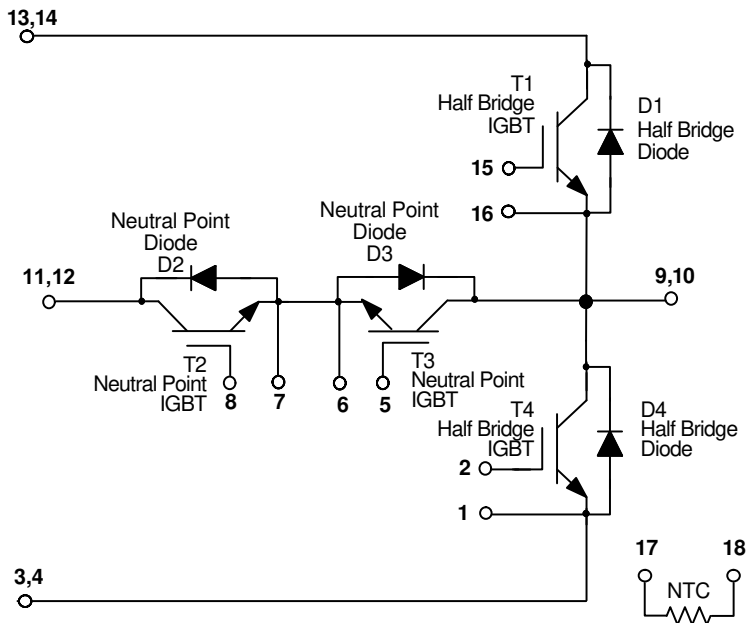 13,14
T1
Half Bridge
IGBT
D1
Half Bridge
Diode
15
16
Neutral Point
Diode
D2
Neutral Point
Diode
D3
11,12
9,10
T2
Neutral Point
IGBT
8
7
6
5
T3
Neutral Point
IGBT
T4
Half Bridge
IGBT
D4
Half Bridge
Diode
2
1
3,4
17
18
NTC